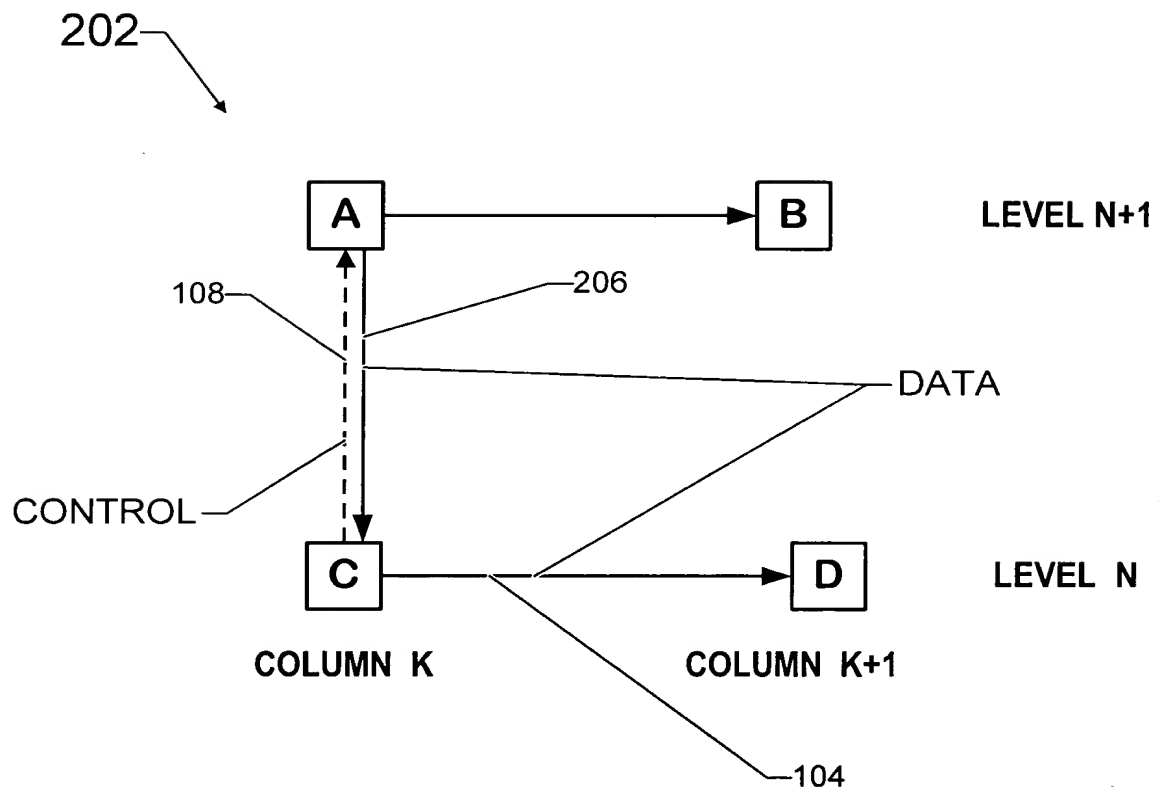 202
A
B
LEVEL N+1
108
206
DATA
CONTROL
C
D
LEVEL N
COLUMN K
COLUMN K+1
104